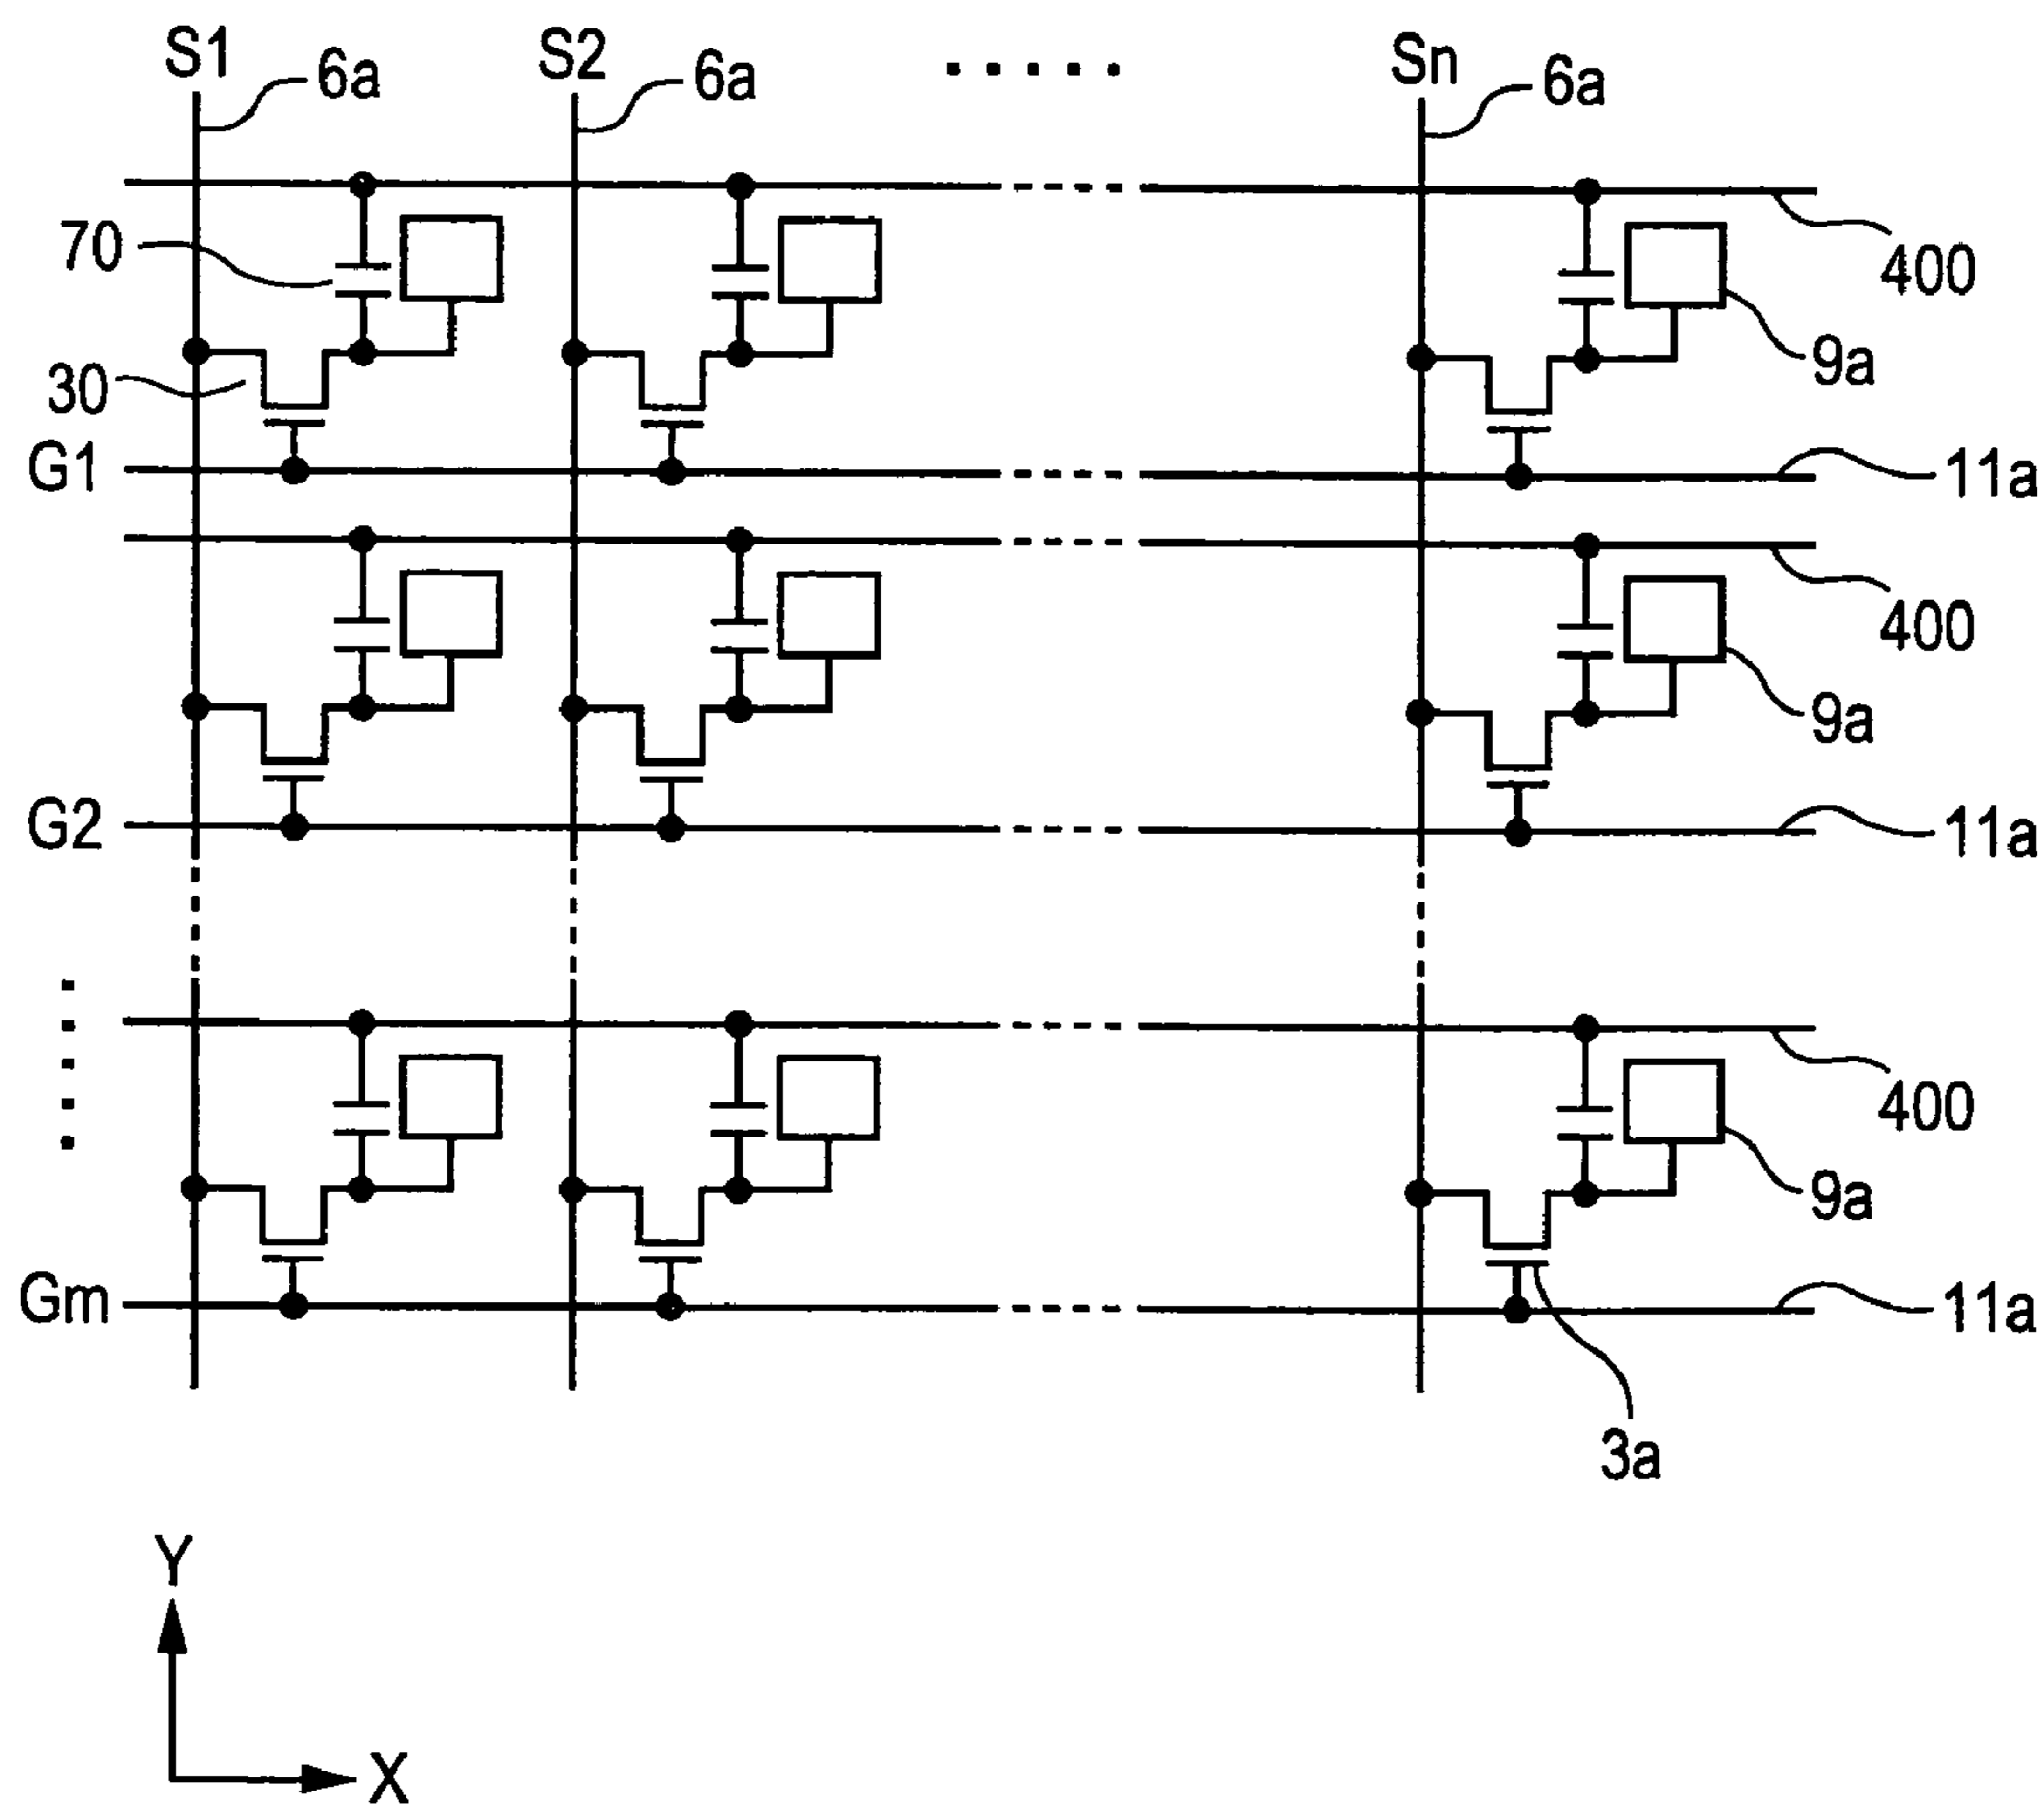 S1 6a S2 6a ..... Sn 6a
70 400
30 9a
G1 11a
400
9a
G2 11a
400
9a
Gm 11a
3a
Y
X